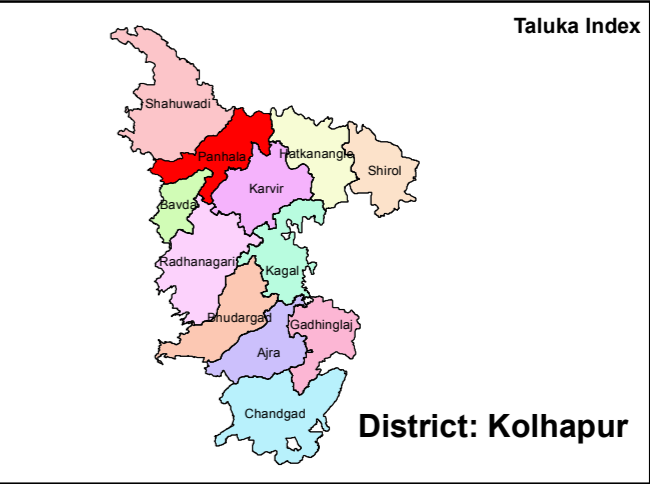 Taluka Index
Shahuwadi
Panhala
Hatkanangle
Shirol
Karvir
Bavda
Radhanagari
Kagal
Bhudargad
Gadhinglaj
Ajra
Chandgad
District: Kolhapur